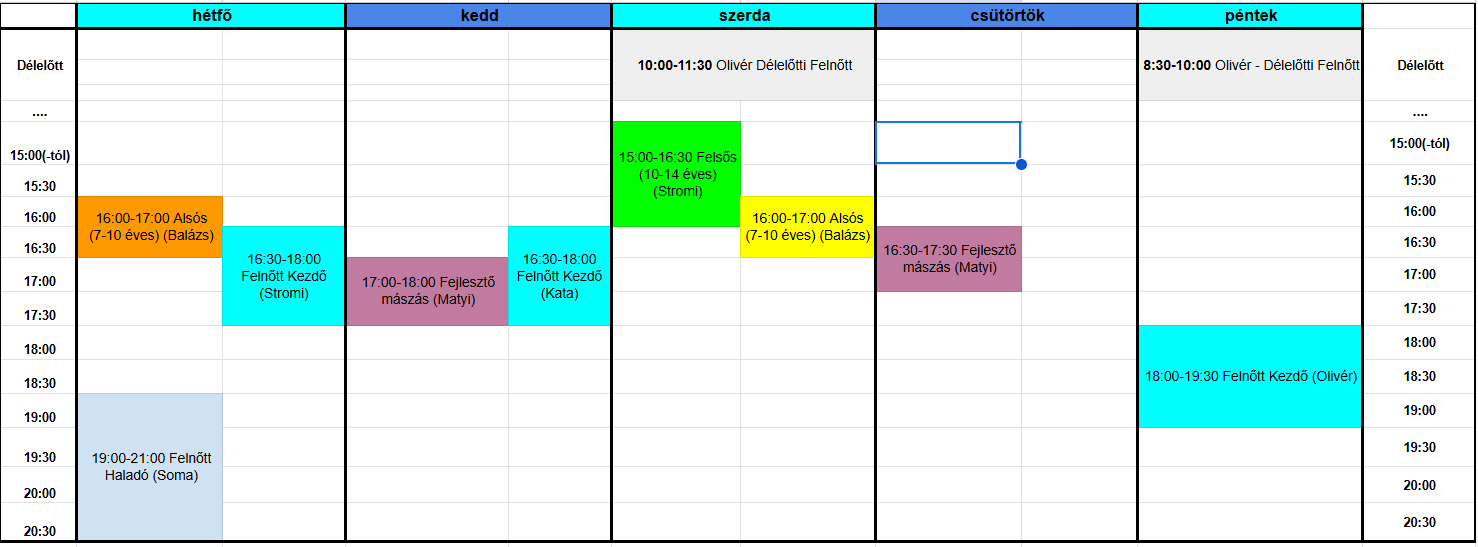 hétfő
kedd
szerda
csütörtök
péntek
Délelőtt
10:00-11:30 Olivér Délelőtti Felnőtt
8:30-10:00 Olivér - Délelőtti Felnőtt
Délelőtt
....
....
15:00(-tól)
15:00-16:30 Felsős
(10-14 éves)
(Stromi)
15:00(-tól)
15:30
15:30
16:00
16:00-17:00 Alsós
(7-10 éves) (Balázs)
16:00-17:00 Alsós
(7-10 éves) (Balázs)
16:00
16:30
16:30-18:00
Felnőtt Kezdő
(Stromi)
16:30-18:00
Felnőtt Kezdő
(Kata)
16:30-17:30 Fejlesztő
mászás (Matyi)
16:30
17:00
17:00-18:00 Fejlesztő
mászás (Matyi)
17:00
17:30
17:30
18:00
18:00-19:30 Felnőtt Kezdő (Olivér)
18:00
18:30
18:30
19:00
19:00-21:00 Felnőtt
Haladó (Soma)
19:00
19:30
19:30
20:00
20:00
20:30
20:30